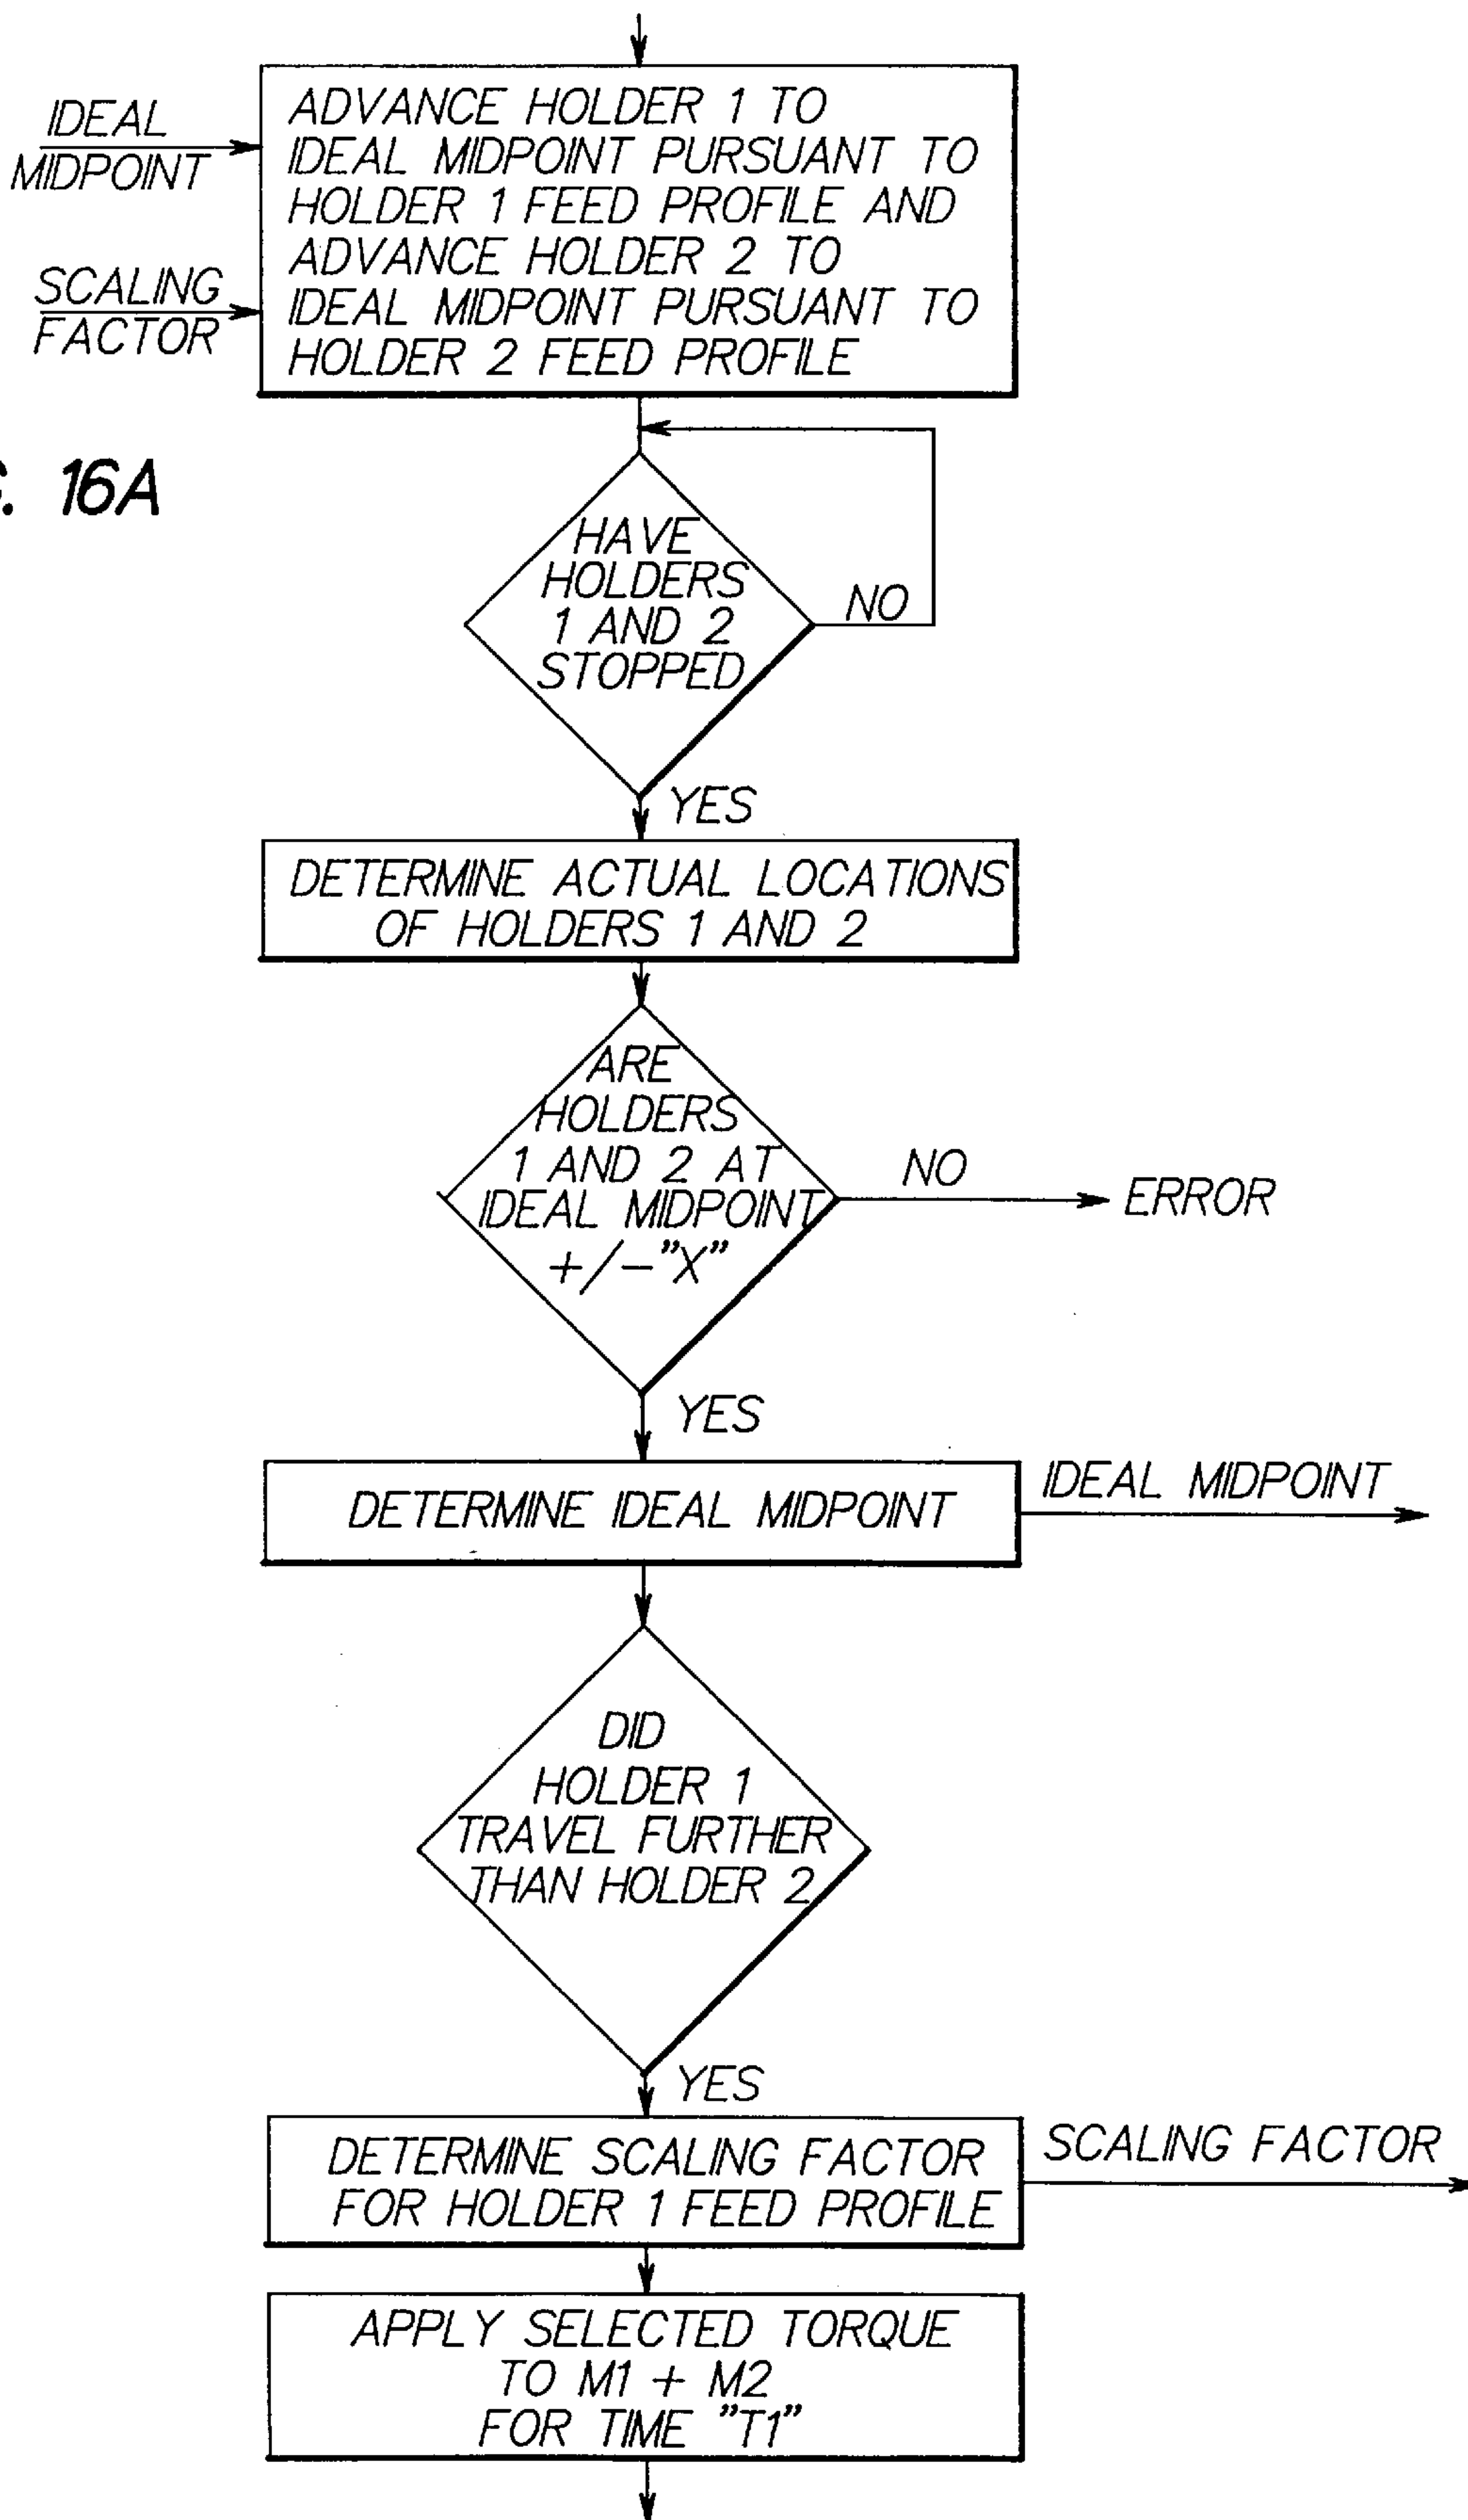 IDEAL
MIDPOINT
SCALING
FACTOR
ADVANCE HOLDER 1 TO
IDEAL MIDPOINT PURSUANT TO
HOLDER 1 FEED PROFILE AND
ADVANCE HOLDER 2 TO
IDEAL MIDPOINT PURSUANT TO
HOLDER 2 FEED PROFILE
16A
HAVE
HOLDERS
1 AND 2
STOPPED
NO
YES
DETERMINE ACTUAL LOCATIONS
OF HOLDERS 1 AND 2
ARE
HOLDERS
1 AND 2 AT
IDEAL MIDPOINT
+/-"X"
NO
ERROR
YES
DETERMINE IDEAL MIDPOINT
IDEAL MIDPOINT
DID
HOLDER 1
TRAVEL FURTHER
THAN HOLDER 2
YES
DETERMINE SCALING FACTOR
FOR HOLDER 1 FEED PROFILE
SCALING FACTOR
APPLY SELECTED TORQUE
TO M1 + M2
FOR TIME "T1"